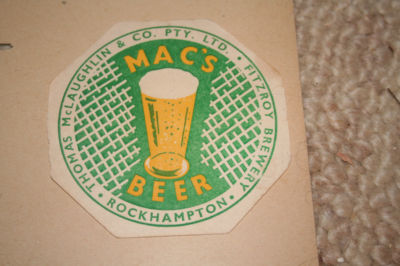 MAC'S
BEER
THOMAS McLAUGHLIN & CO. PTY. LTD. • FITZROY BREWERY • ROCKHAMPTON •